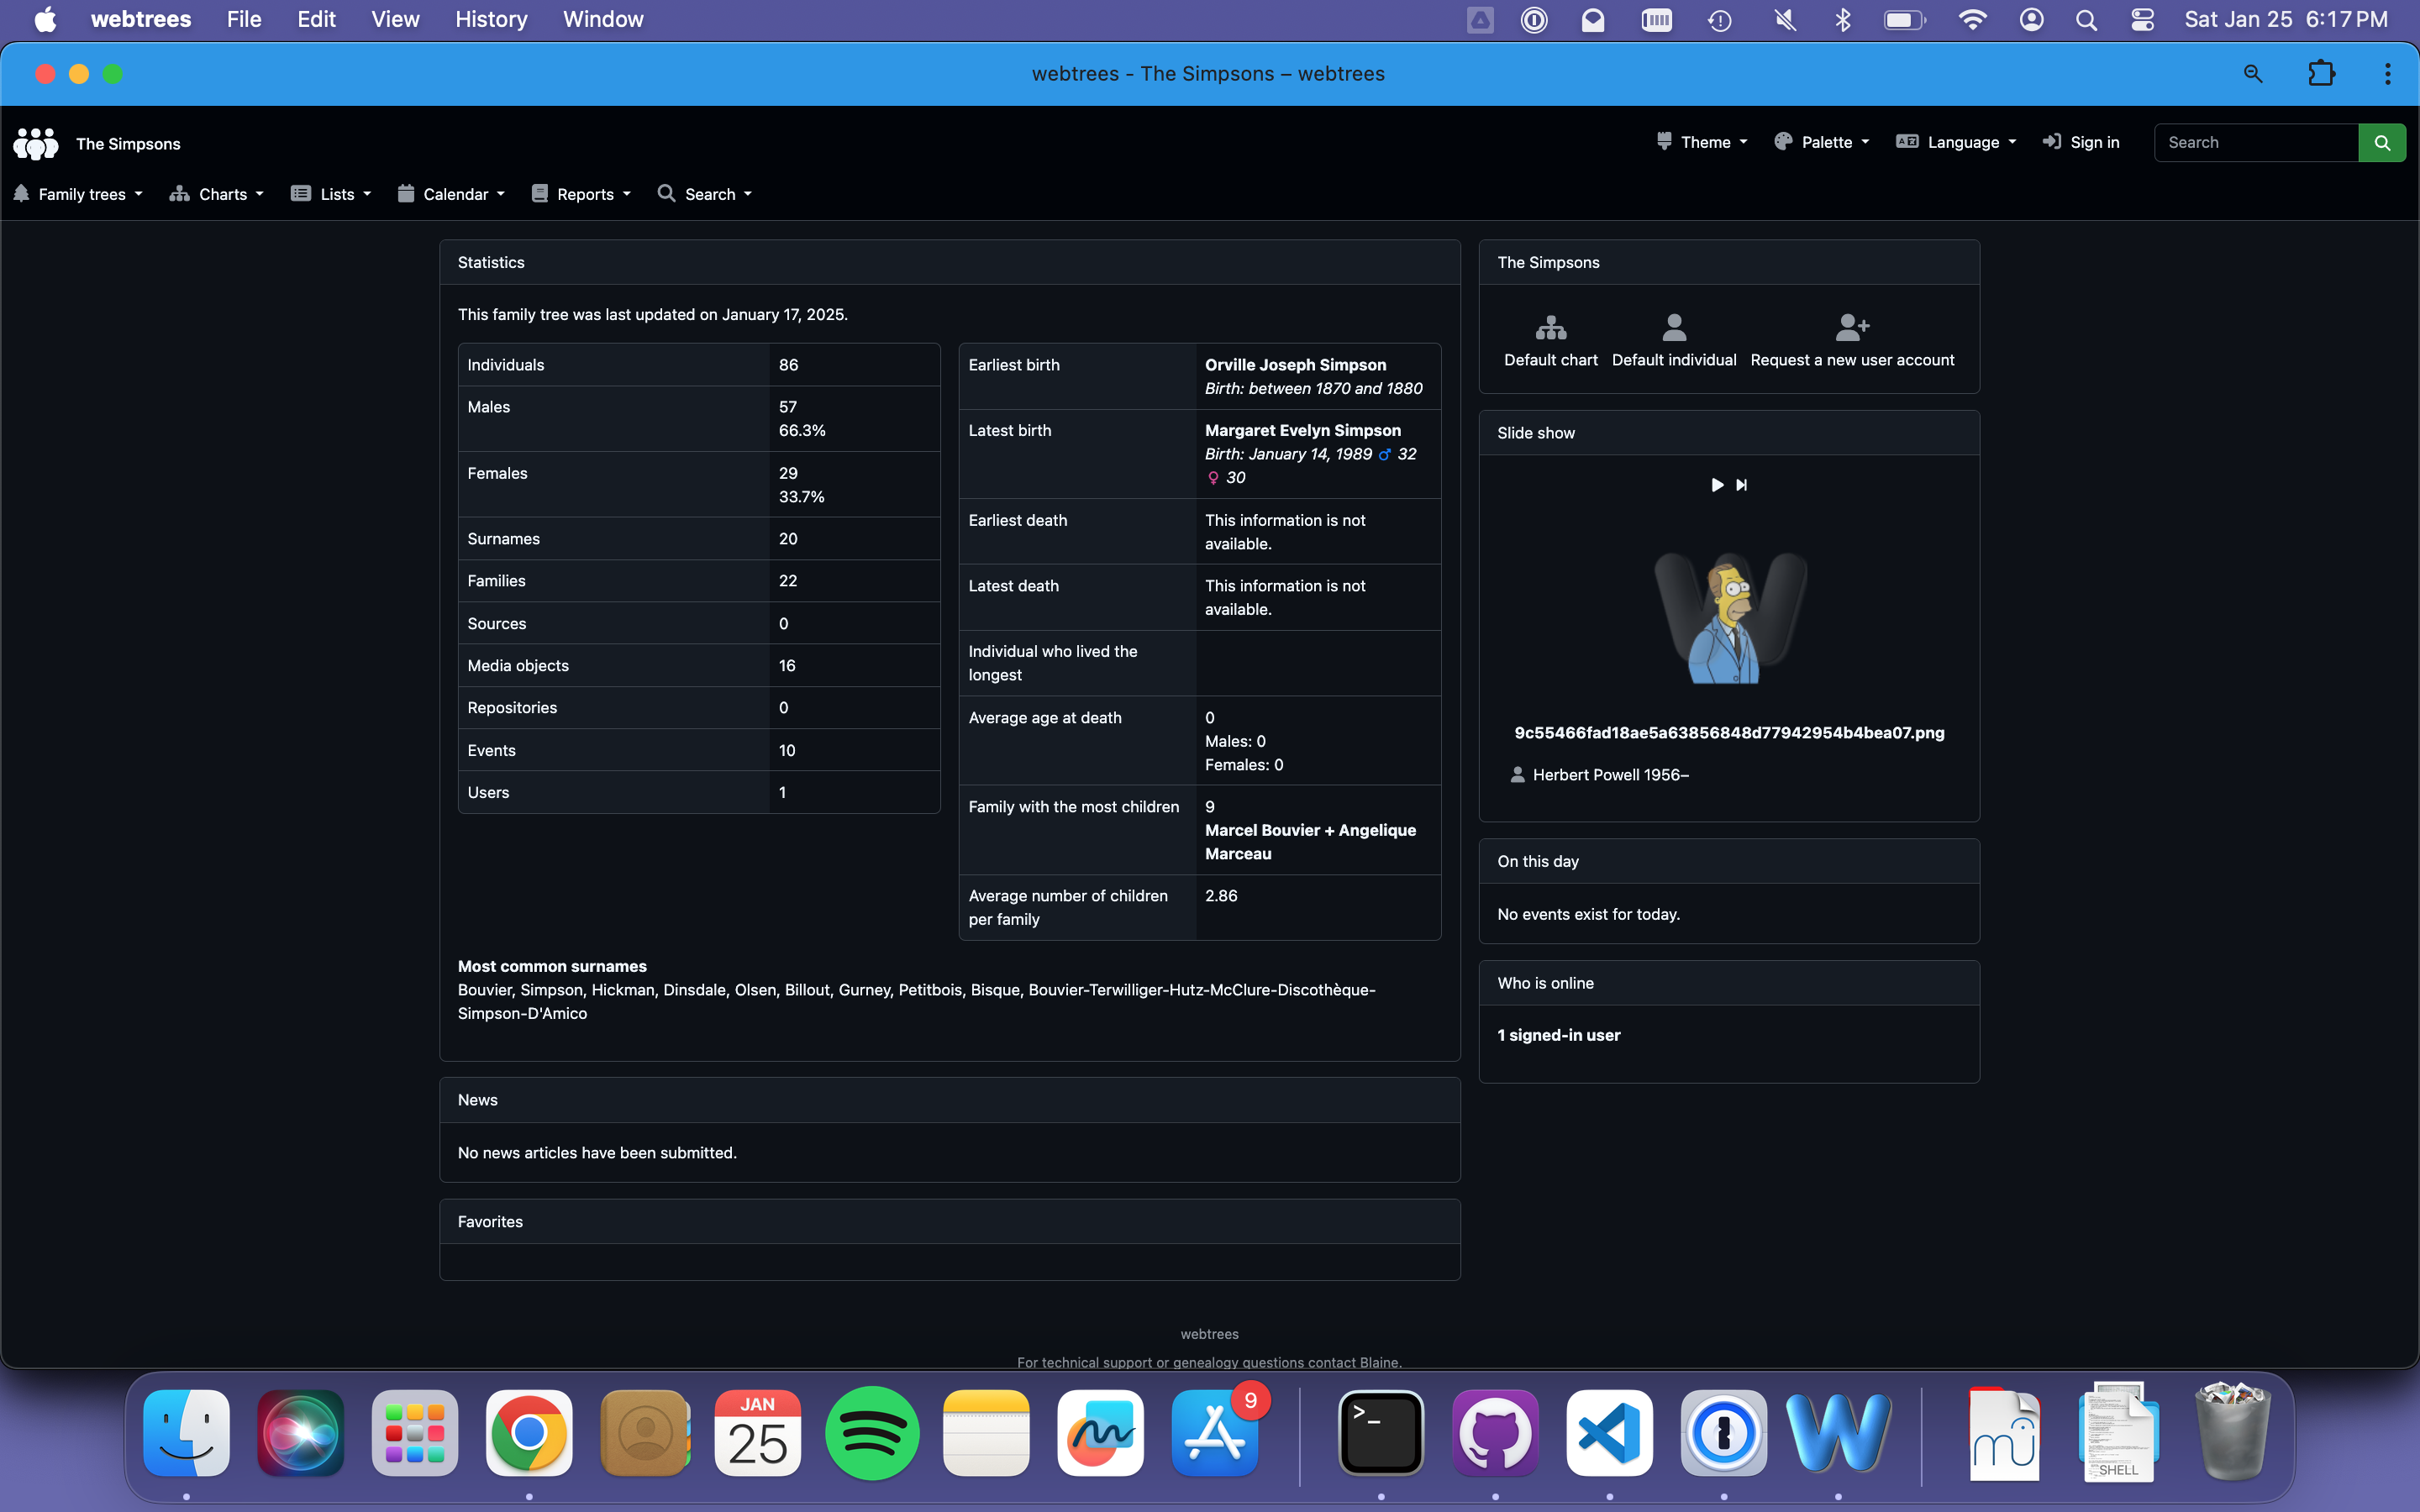 webtrees File Edit View History Window Sat Jan 25 6:17 PM
webtrees - The Simpsons – webtrees
The Simpsons
Theme Palette Language Sign in Search
Family trees Charts Lists Calendar Reports Search
Statistics
This family tree was last updated on January 17, 2025.
Individuals 86
Males 57
66.3%
Females 29
33.7%
Surnames 20
Families 22
Sources 0
Media objects 16
Repositories 0
Events 10
Users 1
Earliest birth Orville Joseph Simpson
Birth: between 1870 and 1880
Latest birth Margaret Evelyn Simpson
Birth: January 14, 1989 ♂ 32
♀ 30
Earliest death This information is not
available.
Latest death This information is not
available.
Individual who lived the
longest
Average age at death 0
Males: 0
Females: 0
Family with the most children 9
Marcel Bouvier + Angelique
Marceau
Average number of children 2.86
per family
Most common surnames
Bouvier, Simpson, Hickman, Dinsdale, Olsen, Billout, Gurney, Petitbois, Bisque, Bouvier-Terwilliger-Hutz-McClure-Discothèque-
Simpson-D'Amico
News
No news articles have been submitted.
Favorites
The Simpsons
Default chart Default individual Request a new user account
Slide show
9c55466fad18ae5a63856848d77942954b4bea07.png
Herbert Powell 1956–
On this day
No events exist for today.
Who is online
1 signed-in user
webtrees
For technical support or genealogy questions contact Blaine.
JAN
25
9
>_
W
mj
SHELL